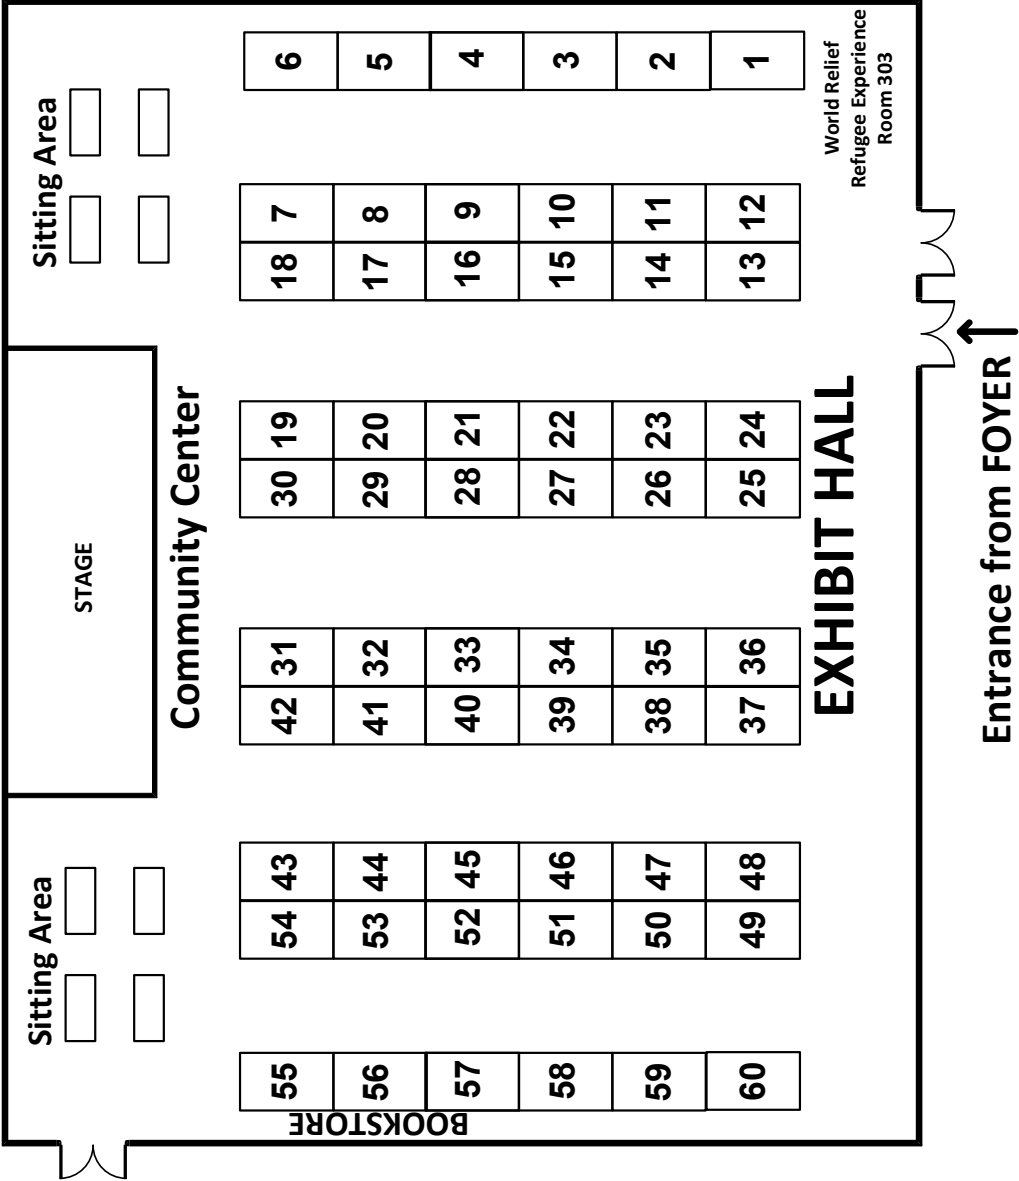 6 5 4 3 2 1
World Relief
Refugee Experience
Room 303
Sitting Area
7 8 9 10 11 12
18 17 16 15 14 13
19 20 21 22 23 24
30 29 28 27 26 25
STAGE
Community Center
EXHIBIT HALL
Entrance from FOYER
31 32 33 34 35 36
42 41 40 39 38 37
Sitting Area
43 44 45 46 47 48
54 53 52 51 50 49
55 56 57 58 59 60
BOOKSTORE